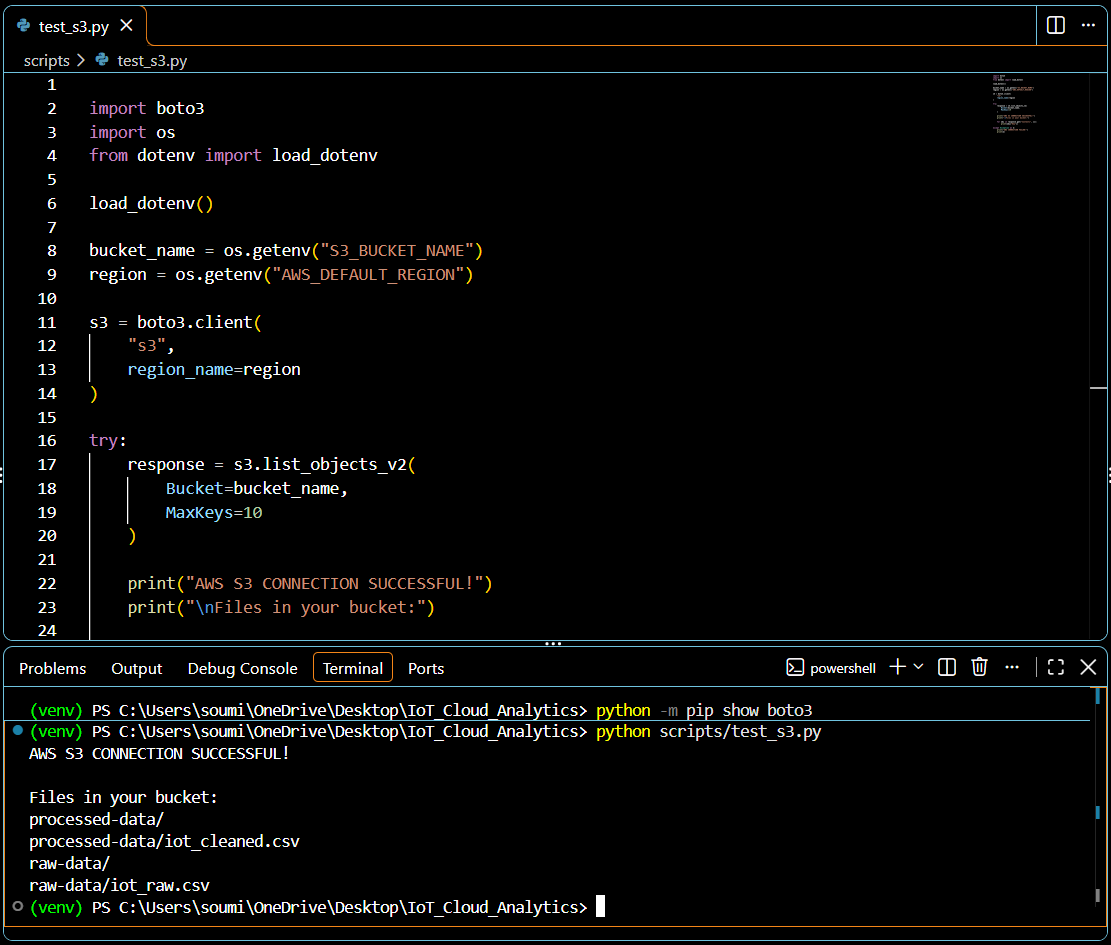 test_s3.py
scripts > test_s3.py
1
2 import boto3
3 import os
4 from dotenv import load_dotenv
5
6 load_dotenv()
7
8 bucket_name = os.getenv("S3_BUCKET_NAME")
9 region = os.getenv("AWS_DEFAULT_REGION")
10
11 s3 = boto3.client(
12     "s3",
13     region_name=region
14 )
15
16 try:
17     response = s3.list_objects_v2(
18         Bucket=bucket_name,
19         MaxKeys=10
20     )
21
22     print("AWS S3 CONNECTION SUCCESSFUL!")
23     print("\nFiles in your bucket:")
24
Problems Output Debug Console Terminal Ports powershell
(venv) PS C:\Users\soumi\OneDrive\Desktop\IoT_Cloud_Analytics> python -m pip show boto3
(venv) PS C:\Users\soumi\OneDrive\Desktop\IoT_Cloud_Analytics> python scripts/test_s3.py
AWS S3 CONNECTION SUCCESSFUL!

Files in your bucket:
processed-data/
processed-data/iot_cleaned.csv
raw-data/
raw-data/iot_raw.csv
(venv) PS C:\Users\soumi\OneDrive\Desktop\IoT_Cloud_Analytics>